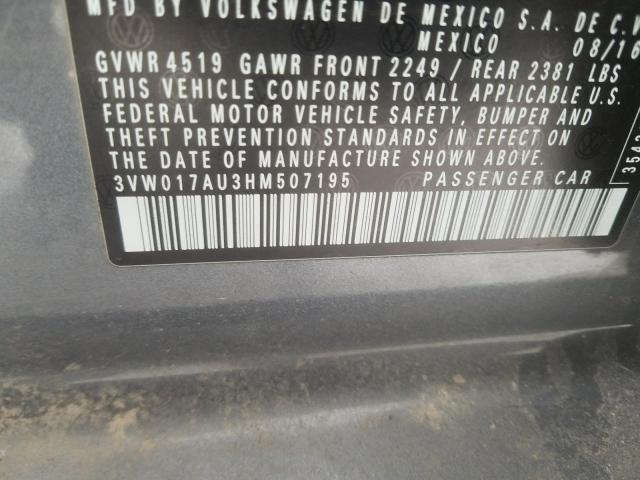 MFD BY VOLKSWAGEN DE MEXICO S.A. DE C.V
MEXICO 08/16
GVWR 4519 GAWR FRONT 2249 / REAR 2381 LBS
THIS VEHICLE CONFORMS TO ALL APPLICABLE U.S.
FEDERAL MOTOR VEHICLE SAFETY, BUMPER AND
THEFT PREVENTION STANDARDS IN EFFECT ON
THE DATE OF MANUFACTURE SHOWN ABOVE.
3VW017AU3HM507195 PASSENGER CAR